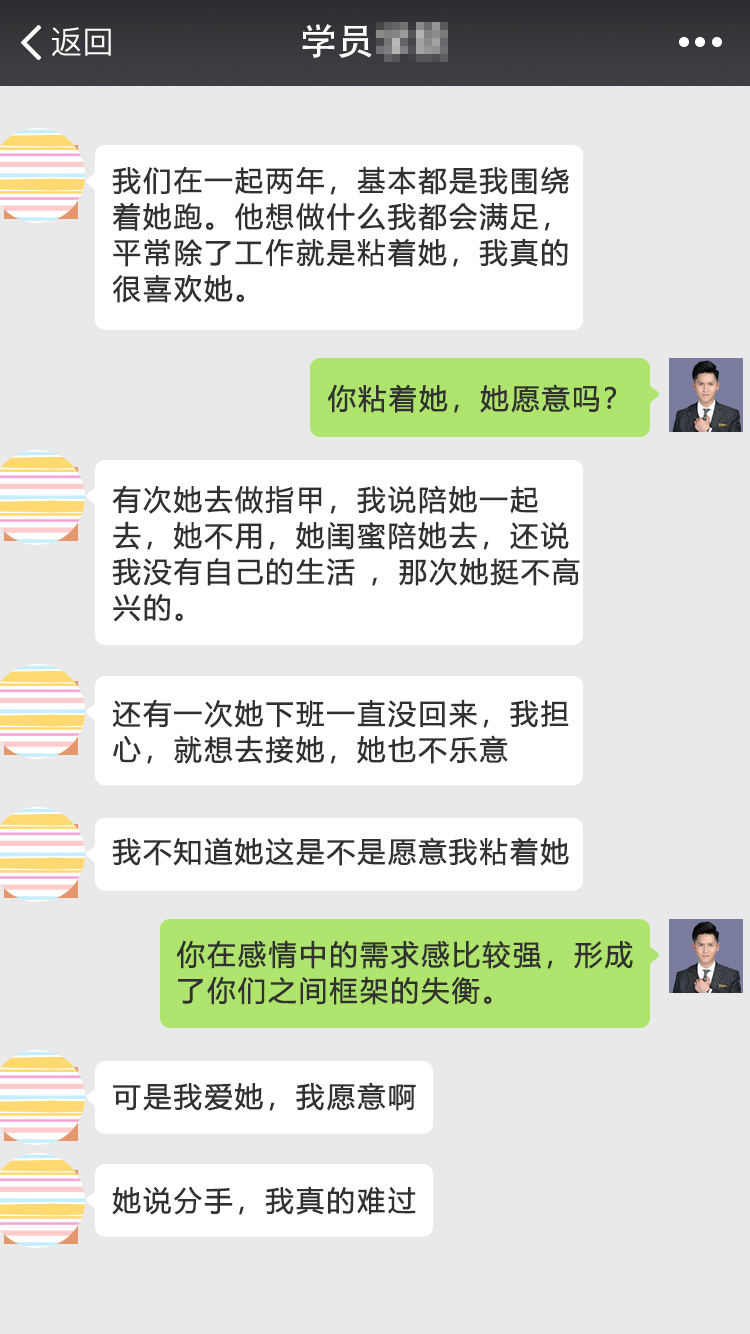 返回
学员
我们在一起两年，基本都是我围绕
着她跑。他想做什么我都会满足，
平常除了工作就是粘着她，我真的
很喜欢她。
你粘着她，她愿意吗？
有次她去做指甲，我说陪她一起
去，她不用，她闺蜜陪她去，还说
我没有自己的生活 ，那次她挺不高
兴的。
还有一次她下班一直没回来，我担
心，就想去接她，她也不乐意
我不知道她这是不是愿意我粘着她
你在感情中的需求感比较强，形成
了你们之间框架的失衡。
可是我爱她，我愿意啊
她说分手，我真的难过